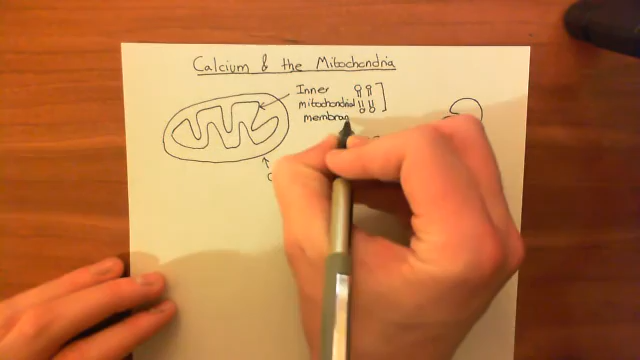 Calcium & the Mitochondria
Inner
mitochondrial
membran